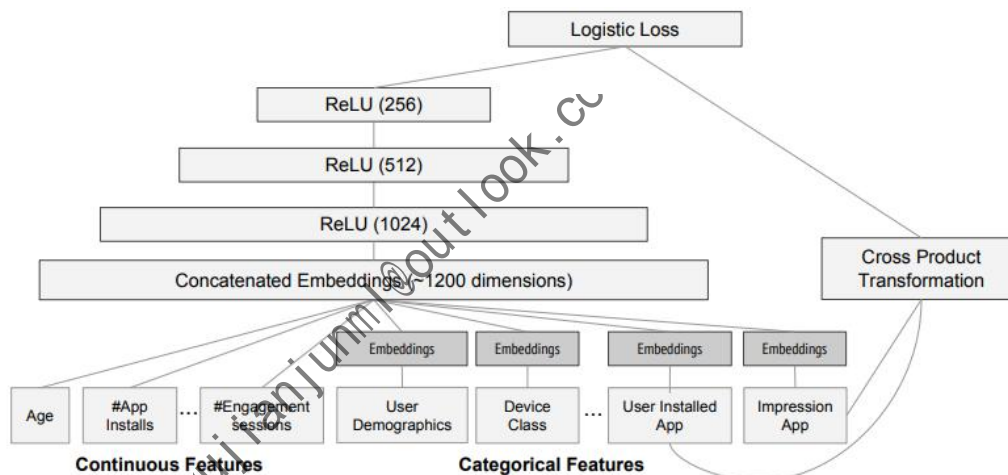 Logistic Loss
ReLU (256)
ReLU (512)
ReLU (1024)
Concatenated Embeddings (~1200 dimensions)
Cross Product
Transformation
Embeddings
Embeddings
Embeddings
Embeddings
Age
#App
Installs
...
#Engagement
sessions
User
Demographics
Device
Class
...
User Installed
App
Impression
App
Continuous Features
Categorical Features